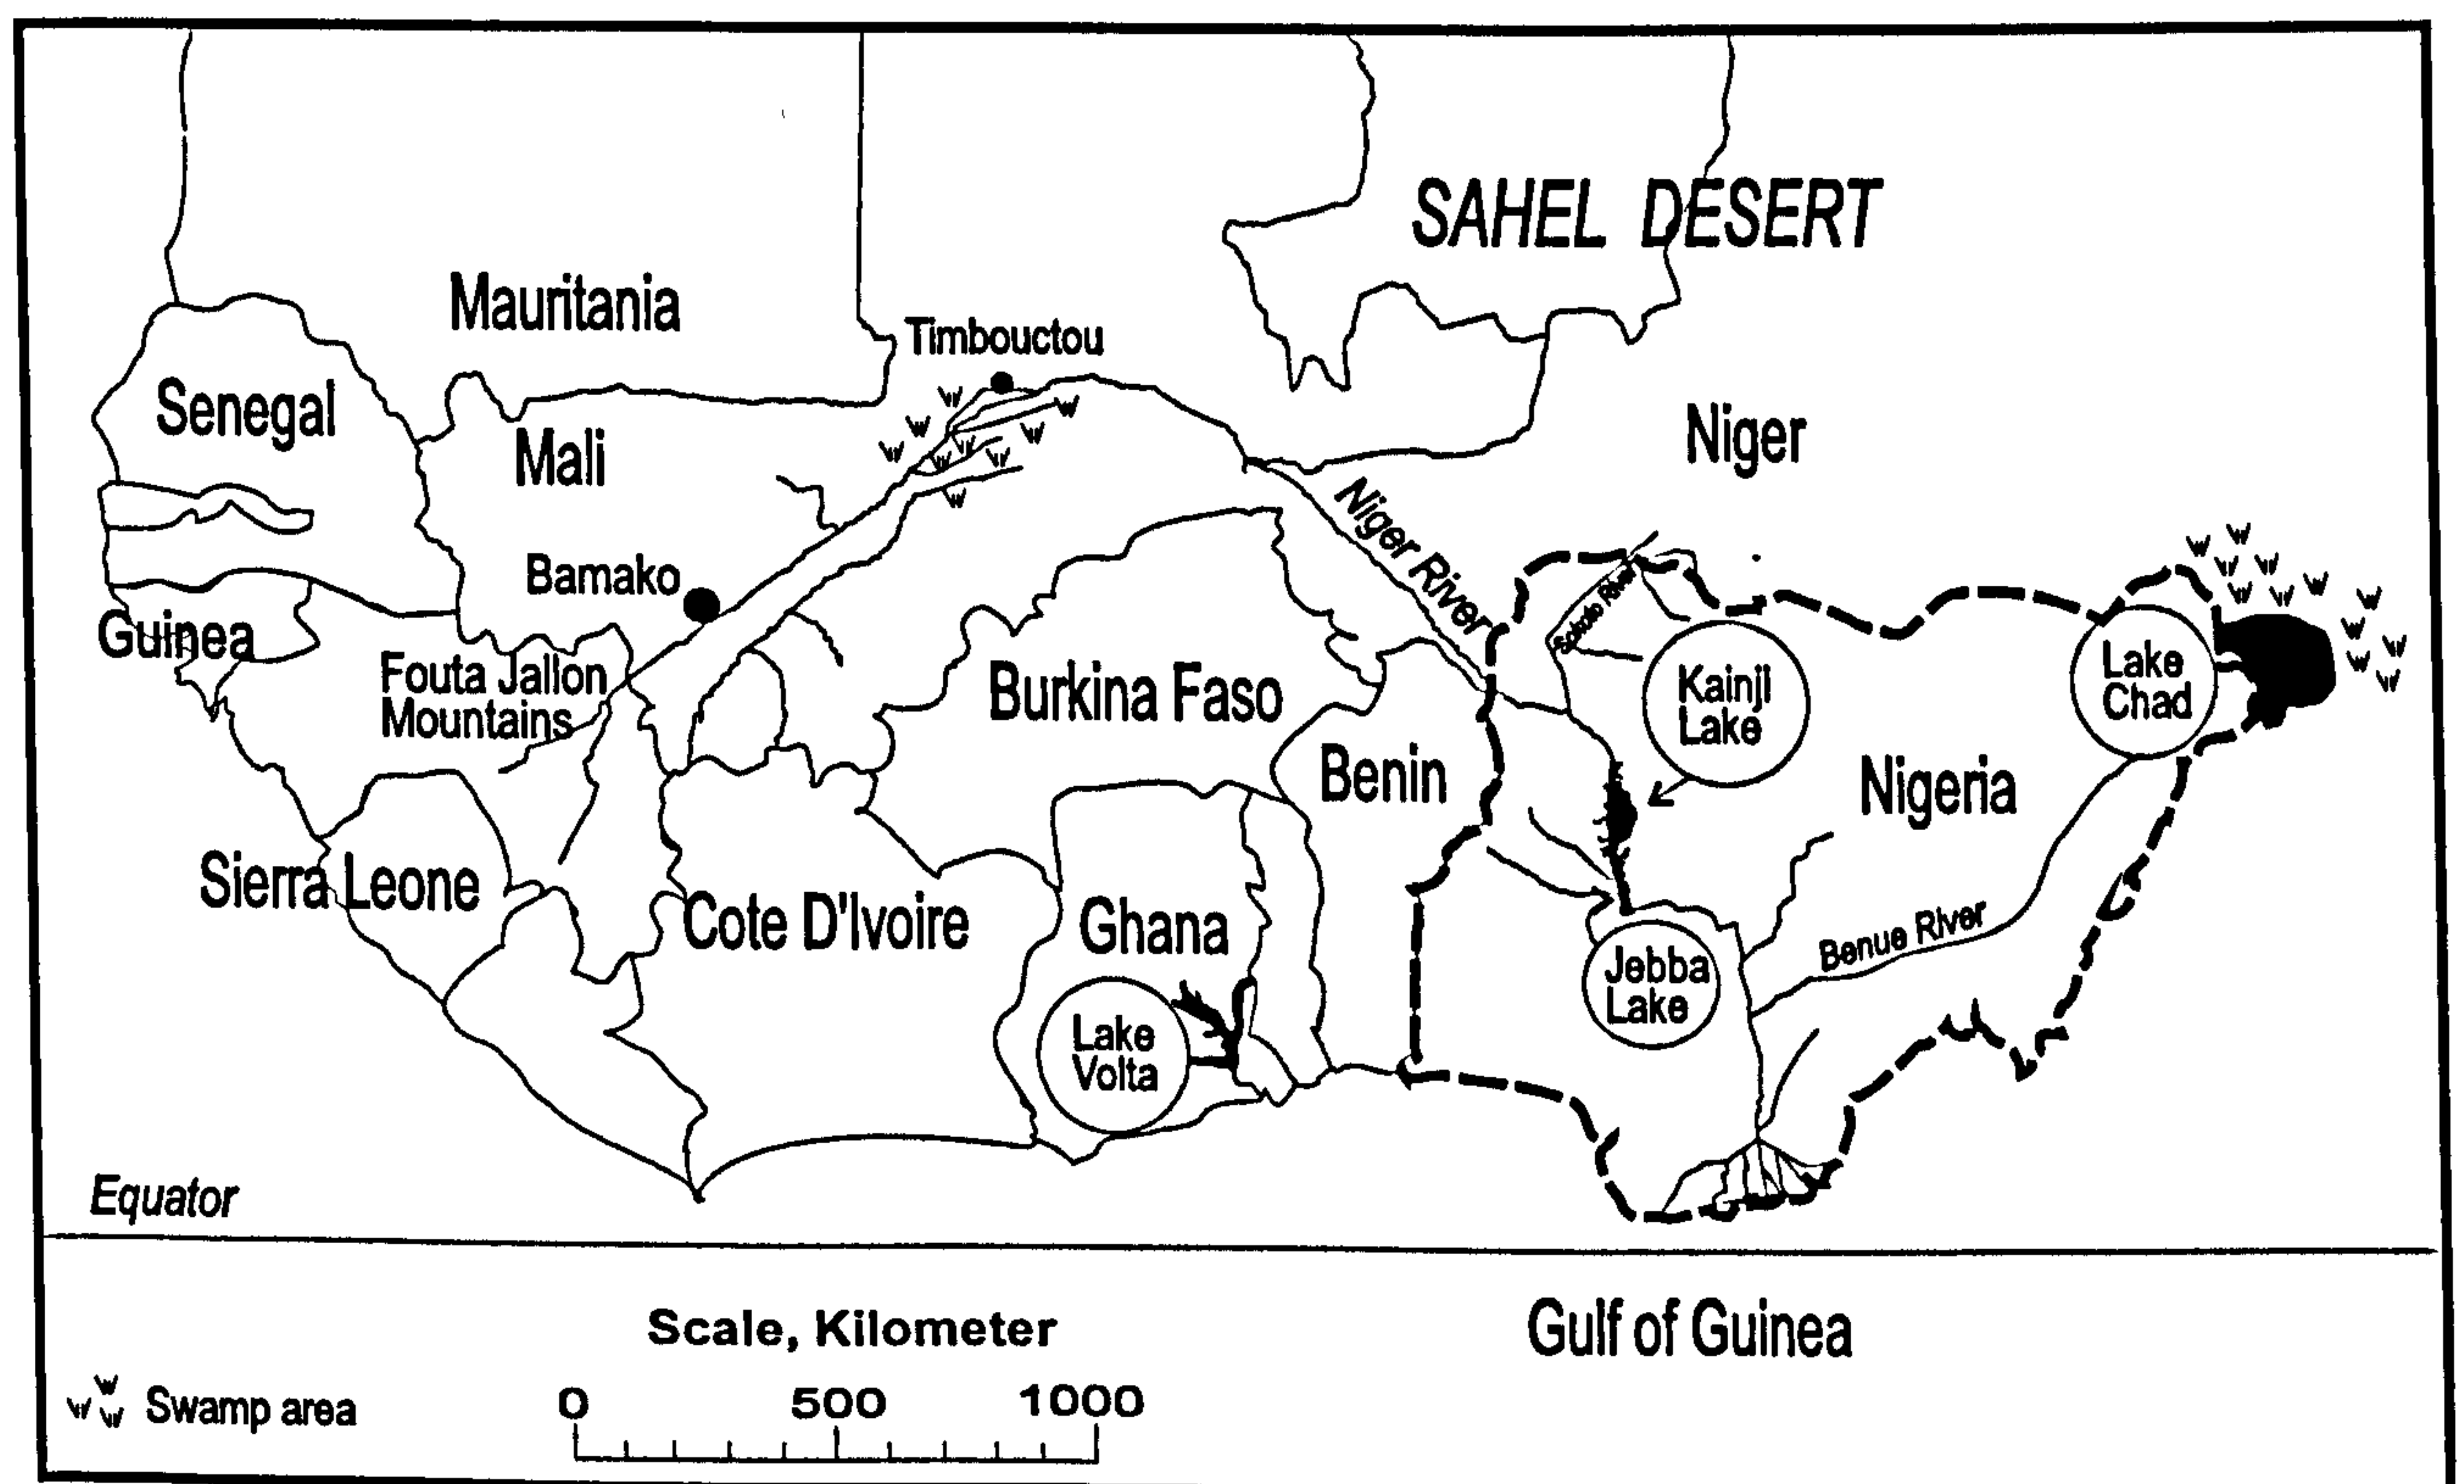 SAHEL DESERT
Mauritania
Timbouctou
Senegal
Mali
Niger
Niger River
Bamako
Sokoto River
Guinea
Fouta Jallon
Mountains
Burkina Faso
Kainji
Lake
Lake
Chad
Benin
Nigeria
Sierra Leone
Cote D'Ivoire
Ghana
Benue River
Jebba
Lake
Lake
Volta
Equator
Scale, Kilometer
Gulf of Guinea
0 500 1000
Swamp area